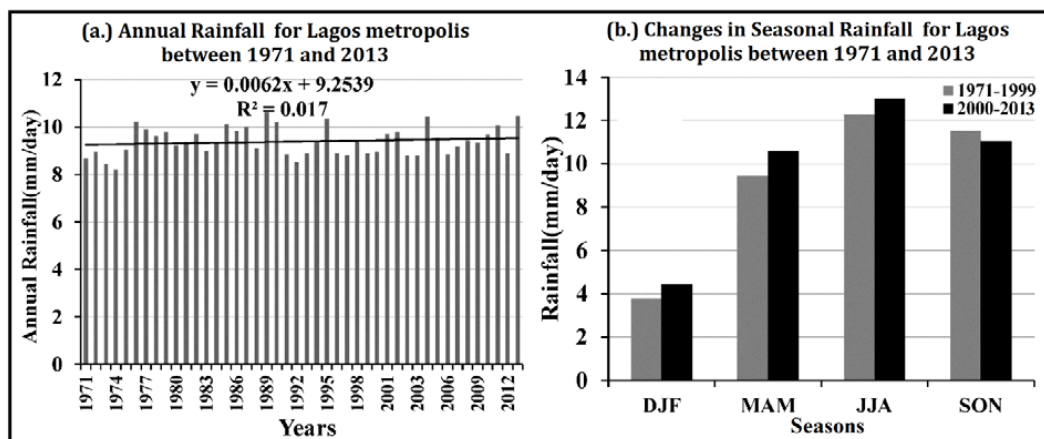 (a.) Annual Rainfall for Lagos metropolis
between 1971 and 2013
y = 0.0062x + 9.2539
R² = 0.017
Annual Rainfall(mm/day)
12
10
8
6
4
2
0
1971
1974
1977
1980
1983
1986
1989
1992
1995
1998
2001
2003
2006
2009
2012
Years
(b.) Changes in Seasonal Rainfall for Lagos
metropolis between 1971 and 2013
1971-1999
2000-2013
Rainfall(mm/day)
14
12
10
8
6
4
2
0
DJF
MAM
JJA
SON
Seasons